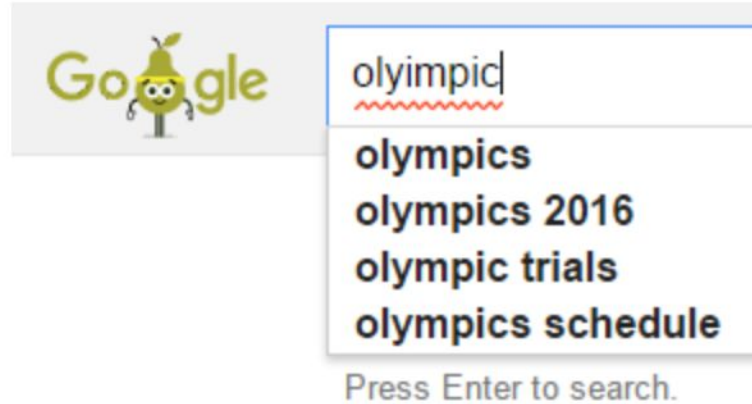 Google
olyimpic
olympics
olympics 2016
olympic trials
olympics schedule
Press Enter to search.